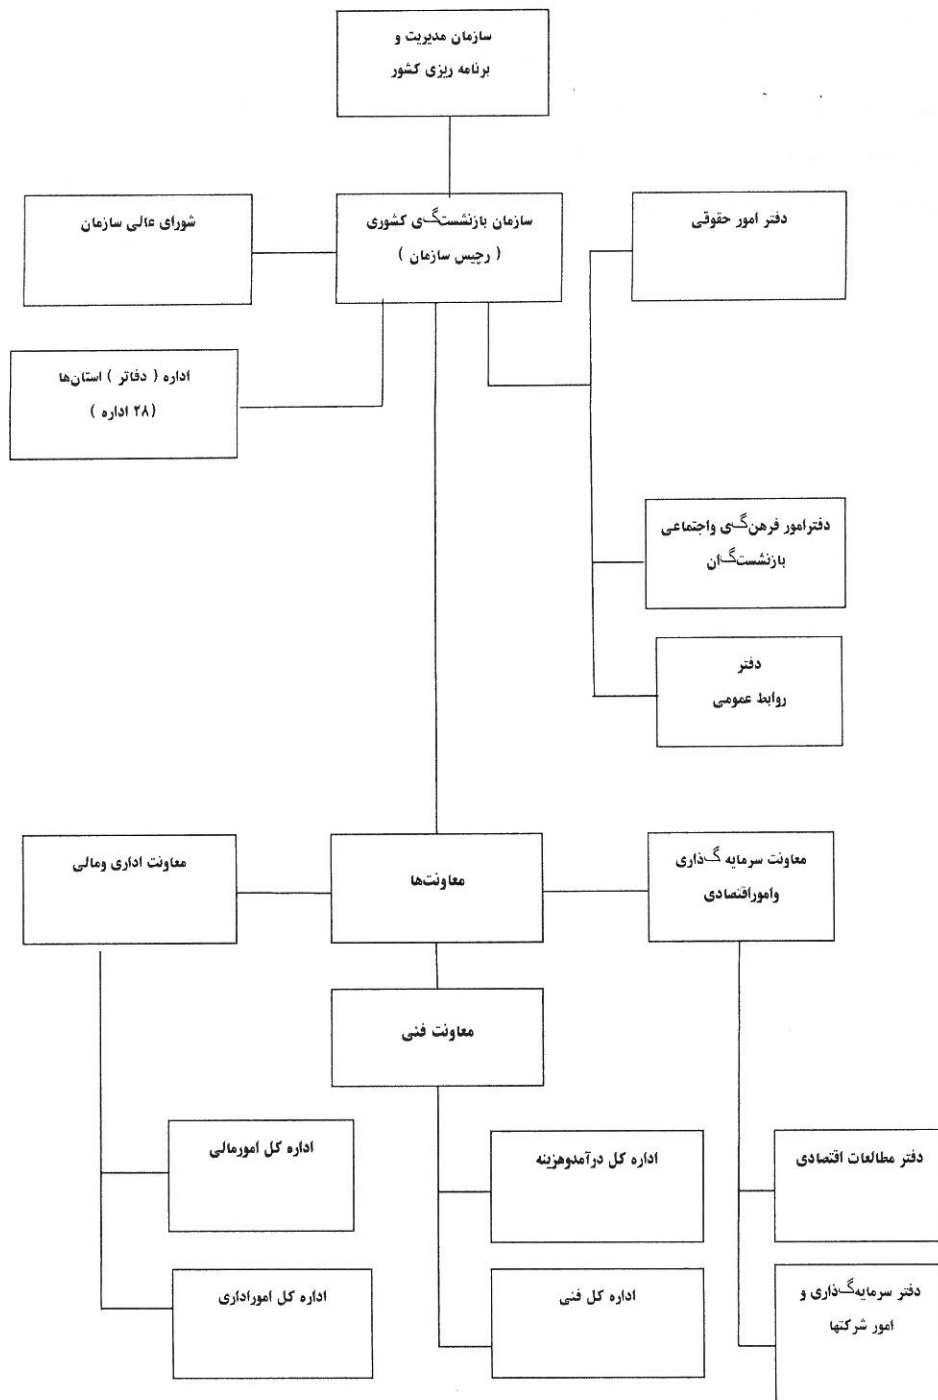 سازمان مدیریت و
برنامه ریزی کشور
سازمان بازنشستگی کشوری
( رچیس سازمان )
شورای عالی سازمان
دفتر امور حقوقی
اداره ( دفاتر ) استان‌ها
(۲۸ اداره )
دفترامور فرهنگی واجتماعی
بازنشستگان
دفتر
روابط عمومی
معاونت سرمایه گذاری
واموراقتصادی
معاونت‌ها
معاونت اداری ومالی
معاونت فنی
اداره کل امورمالی
اداره کل اموراداری
اداره کل درآمدوهزینه
اداره کل فنی
دفتر مطالعات اقتصادی
دفتر سرمایه‌گذاری و
امور شرکتها